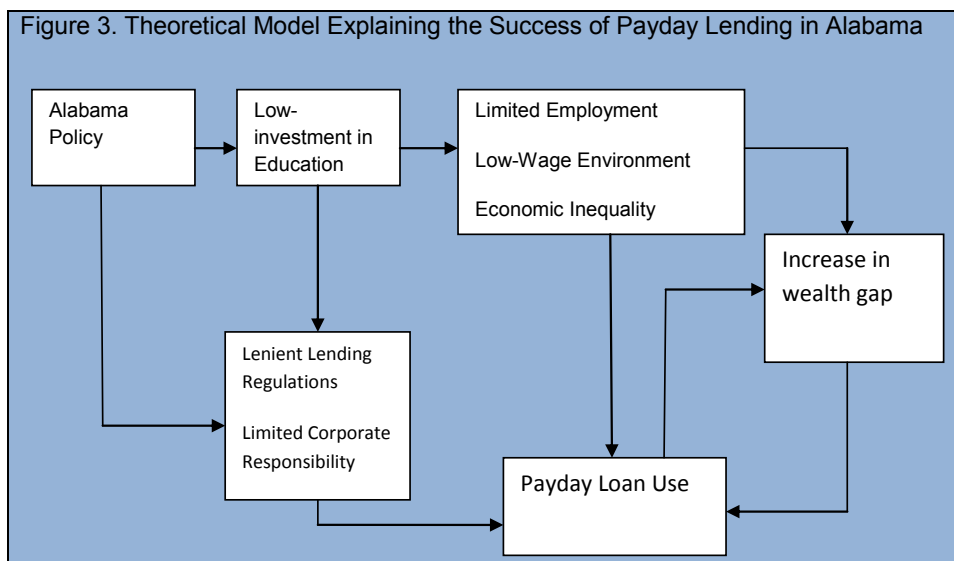 Figure 3. Theoretical Model Explaining the Success of Payday Lending in Alabama
Alabama
Policy
Low-
investment in
Education
Limited Employment
Low-Wage Environment
Economic Inequality
Increase in
wealth gap
Lenient Lending
Regulations
Limited Corporate
Responsibility
Payday Loan Use